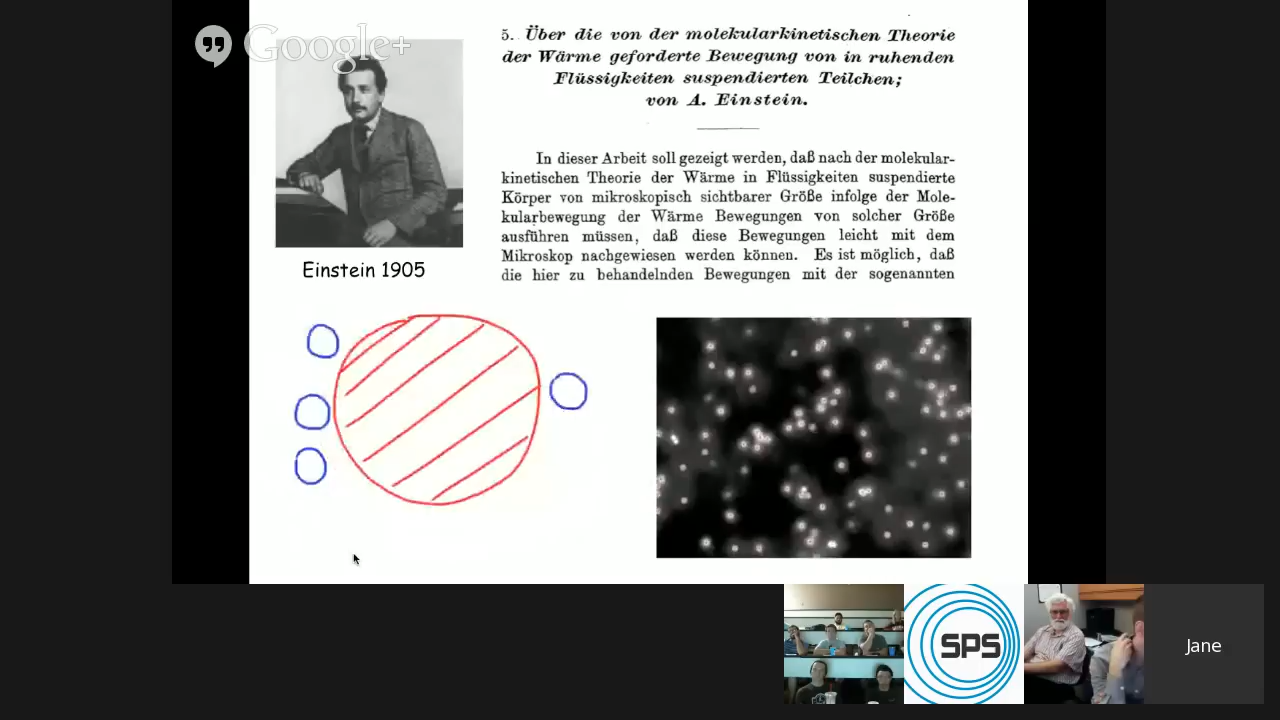 Google+
5. Über die von der molekularkinetischen Theorie
der Wärme geforderte Bewegung von in ruhenden
Flüssigkeiten suspendierten Teilchen;
von A. Einstein.
In dieser Arbeit soll gezeigt werden, daß nach der molekular-
kinetischen Theorie der Wärme in Flüssigkeiten suspendierte
Körper von mikroskopisch sichtbarer Größe infolge der Mole-
kularbewegung der Wärme Bewegungen von solcher Größe
ausführen müssen, daß diese Bewegungen leicht mit dem
Mikroskop nachgewiesen werden können. Es ist möglich, daß
die hier zu behandelnden Bewegungen mit der sogenannten
Einstein 1905
SPS
Jane